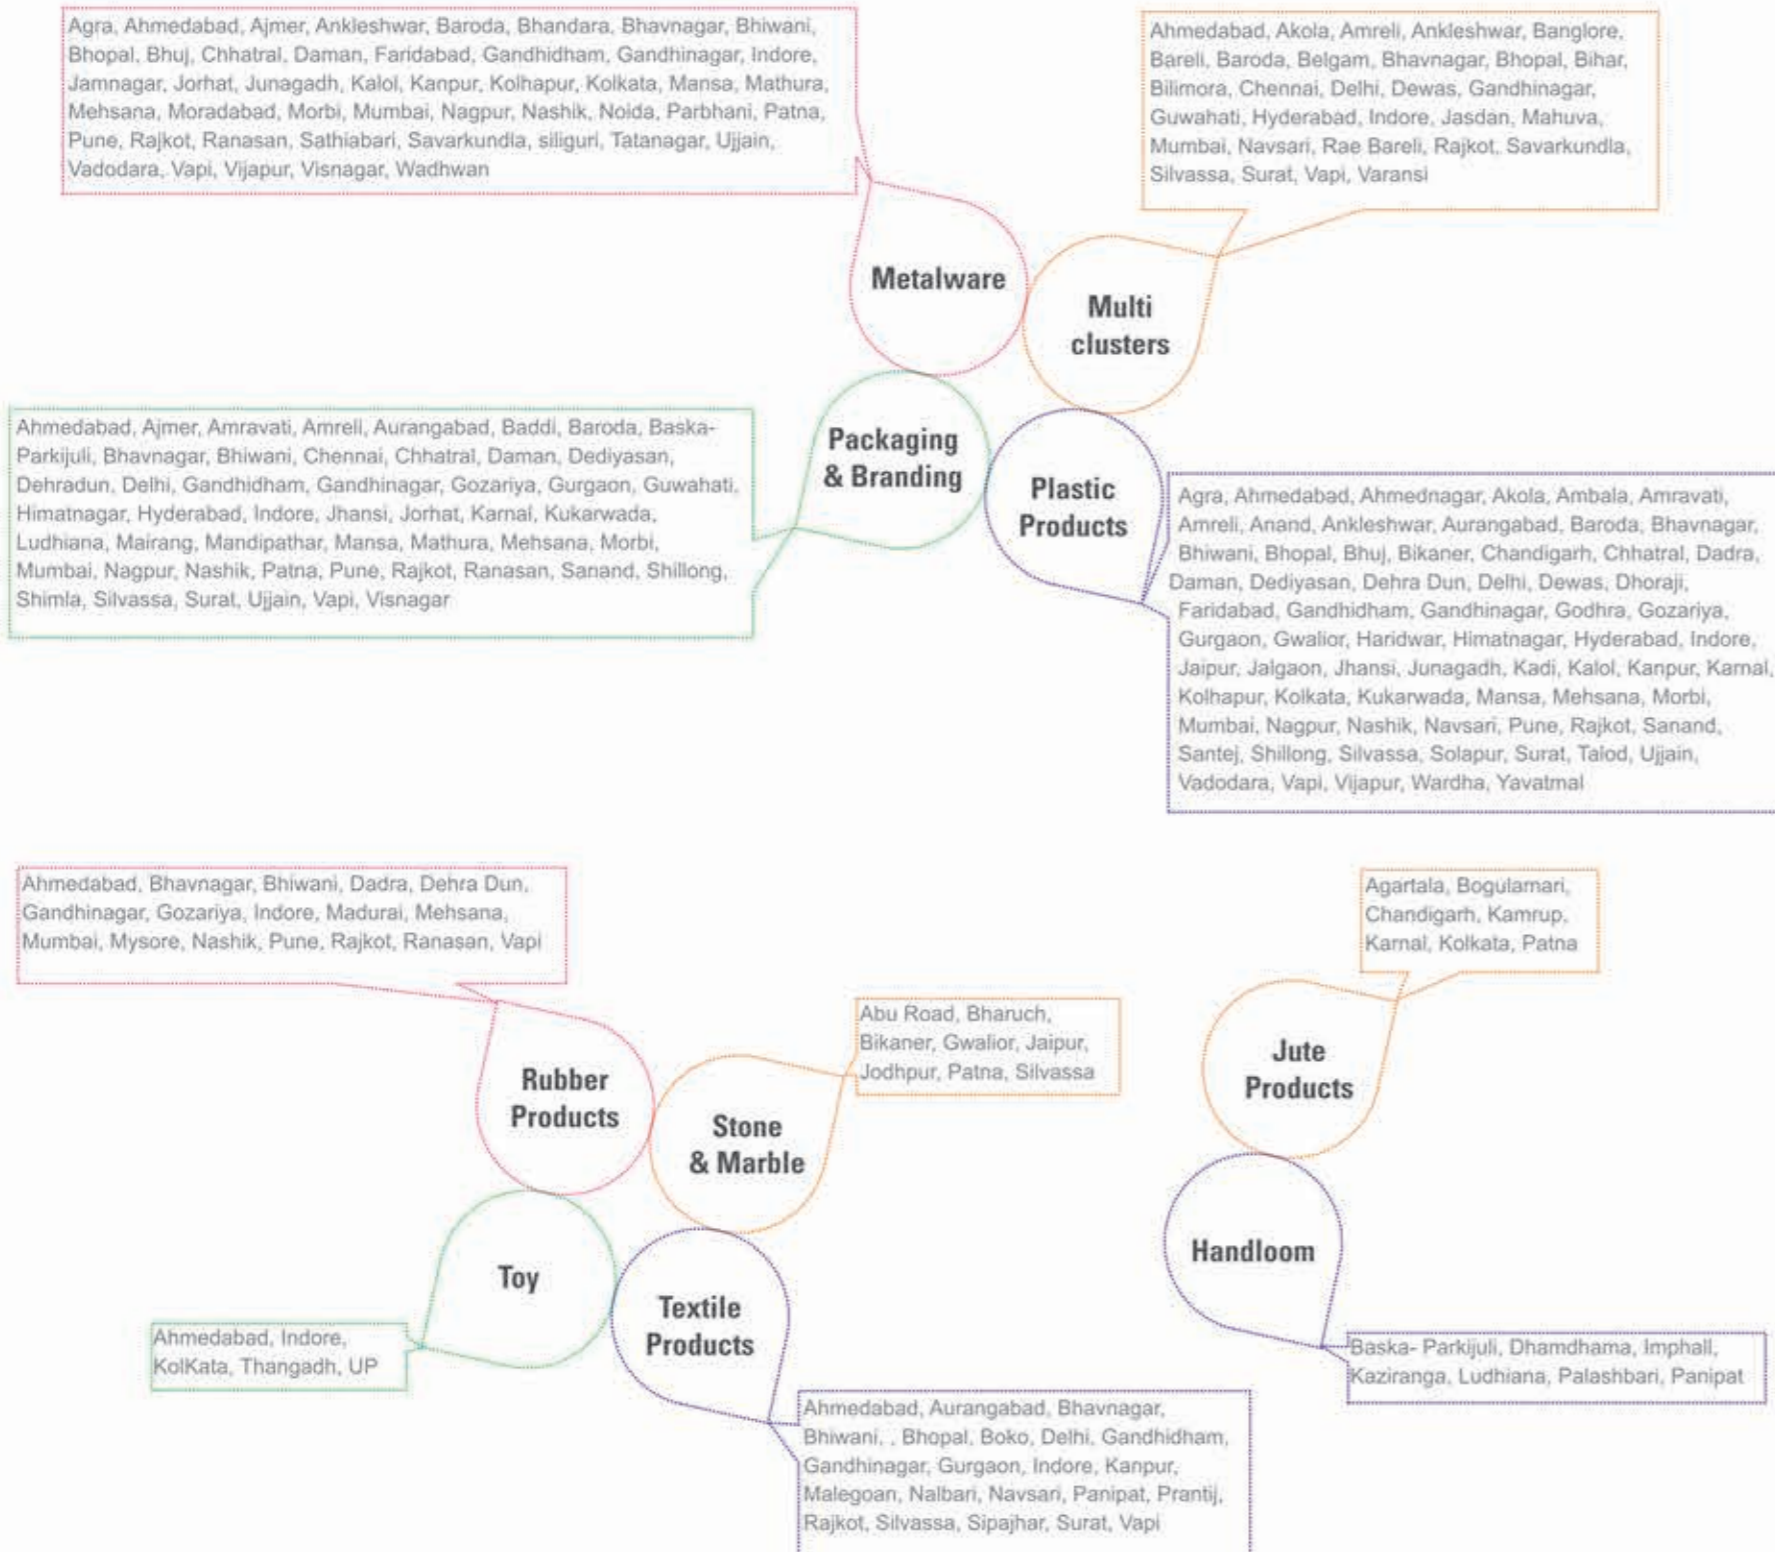 Agra, Ahmedabad, Ajmer, Ankleshwar, Baroda, Bhandara, Bhavnagar, Bhiwani,
Bhopal, Bhuj, Chhatral, Daman, Faridabad, Gandhidham, Gandhinagar, Indore,
Jamnagar, Jorhat, Junagadh, Kalol, Kanpur, Kolhapur, Kolkata, Mansa, Mathura,
Mehsana, Moradabad, Morbi, Mumbai, Nagpur, Nashik, Noida, Parbhani, Patna,
Pune, Rajkot, Ranasan, Sathiabari, Savarkundla, siliguri, Tatanagar, Ujjain,
Vadodara, Vapi, Vijapur, Visnagar, Wadhwan
Ahmedabad, Akola, Amreli, Ankleshwar, Banglore,
Bareli, Baroda, Belgam, Bhavnagar, Bhopal, Bihar,
Bilimora, Chennai, Delhi, Dewas, Gandhinagar,
Guwahati, Hyderabad, Indore, Jasdan, Mahuva,
Mumbai, Navsari, Rae Bareli, Rajkot, Savarkundla,
Silvassa, Surat, Vapi, Varansi
Metalware
Multi
clusters
Packaging
& Branding
Plastic
Products
Ahmedabad, Ajmer, Amravati, Amreli, Aurangabad, Baddi, Baroda, Baska-
Parkijuli, Bhavnagar, Bhiwani, Chennai, Chhatral, Daman, Dediyasan,
Dehradun, Delhi, Gandhidham, Gandhinagar, Gozariya, Gurgaon, Guwahati,
Himatnagar, Hyderabad, Indore, Jhansi, Jorhat, Karnal, Kukarwada,
Ludhiana, Mairang, Mandipathar, Mansa, Mathura, Mehsana, Morbi,
Mumbai, Nagpur, Nashik, Patna, Pune, Rajkot, Ranasan, Sanand, Shillong,
Shimla, Silvassa, Surat, Ujjain, Vapi, Visnagar
Agra, Ahmedabad, Ahmednagar, Akola, Ambala, Amravati,
Amreli, Anand, Ankleshwar, Aurangabad, Baroda, Bhavnagar,
Bhiwani, Bhopal, Bhuj, Bikaner, Chandigarh, Chhatral, Dadra,
Daman, Dediyasan, Dehra Dun, Delhi, Dewas, Dhoraji,
Faridabad, Gandhidham, Gandhinagar, Godhra, Gozariya,
Gurgaon, Gwalior, Haridwar, Himatnagar, Hyderabad, Indore,
Jaipur, Jalgaon, Jhansi, Junagadh, Kadi, Kalol, Kanpur, Karnal,
Kolhapur, Kolkata, Kukarwada, Mansa, Mehsana, Morbi,
Mumbai, Nagpur, Nashik, Navsari, Pune, Rajkot, Sanand,
Santej, Shillong, Silvassa, Solapur, Surat, Talod, Ujjain,
Vadodara, Vapi, Vijapur, Wardha, Yavatmal
Ahmedabad, Bhavnagar, Bhiwani, Dadra, Dehra Dun,
Gandhinagar, Gozariya, Indore, Madurai, Mehsana,
Mumbai, Mysore, Nashik, Pune, Rajkot, Ranasan, Vapi
Agartala, Bogulamari,
Chandigarh, Kamrup,
Karnal, Kolkata, Patna
Abu Road, Bharuch,
Bikaner, Gwalior, Jaipur,
Jodhpur, Patna, Silvassa
Rubber
Products
Stone
& Marble
Jute
Products
Toy
Textile
Products
Handloom
Ahmedabad, Indore,
KolKata, Thangadh, UP
Baska- Parkijuli, Dhamdhama, Imphall,
Kaziranga, Ludhiana, Palashbari, Panipat
Ahmedabad, Aurangabad, Bhavnagar,
Bhiwani, , Bhopal, Boko, Delhi, Gandhidham,
Gandhinagar, Gurgaon, Indore, Kanpur,
Malegoan, Nalbari, Navsari, Panipat, Prantij,
Rajkot, Silvassa, Sipajhar, Surat, Vapi